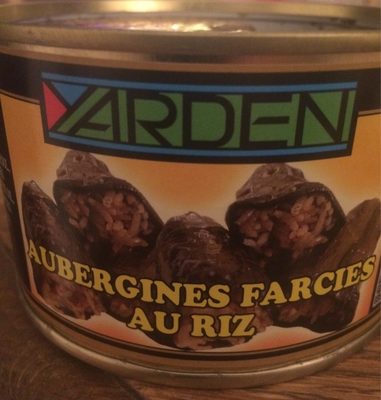 YARDEN
AUBERGINES FARCIES
AU RIZ